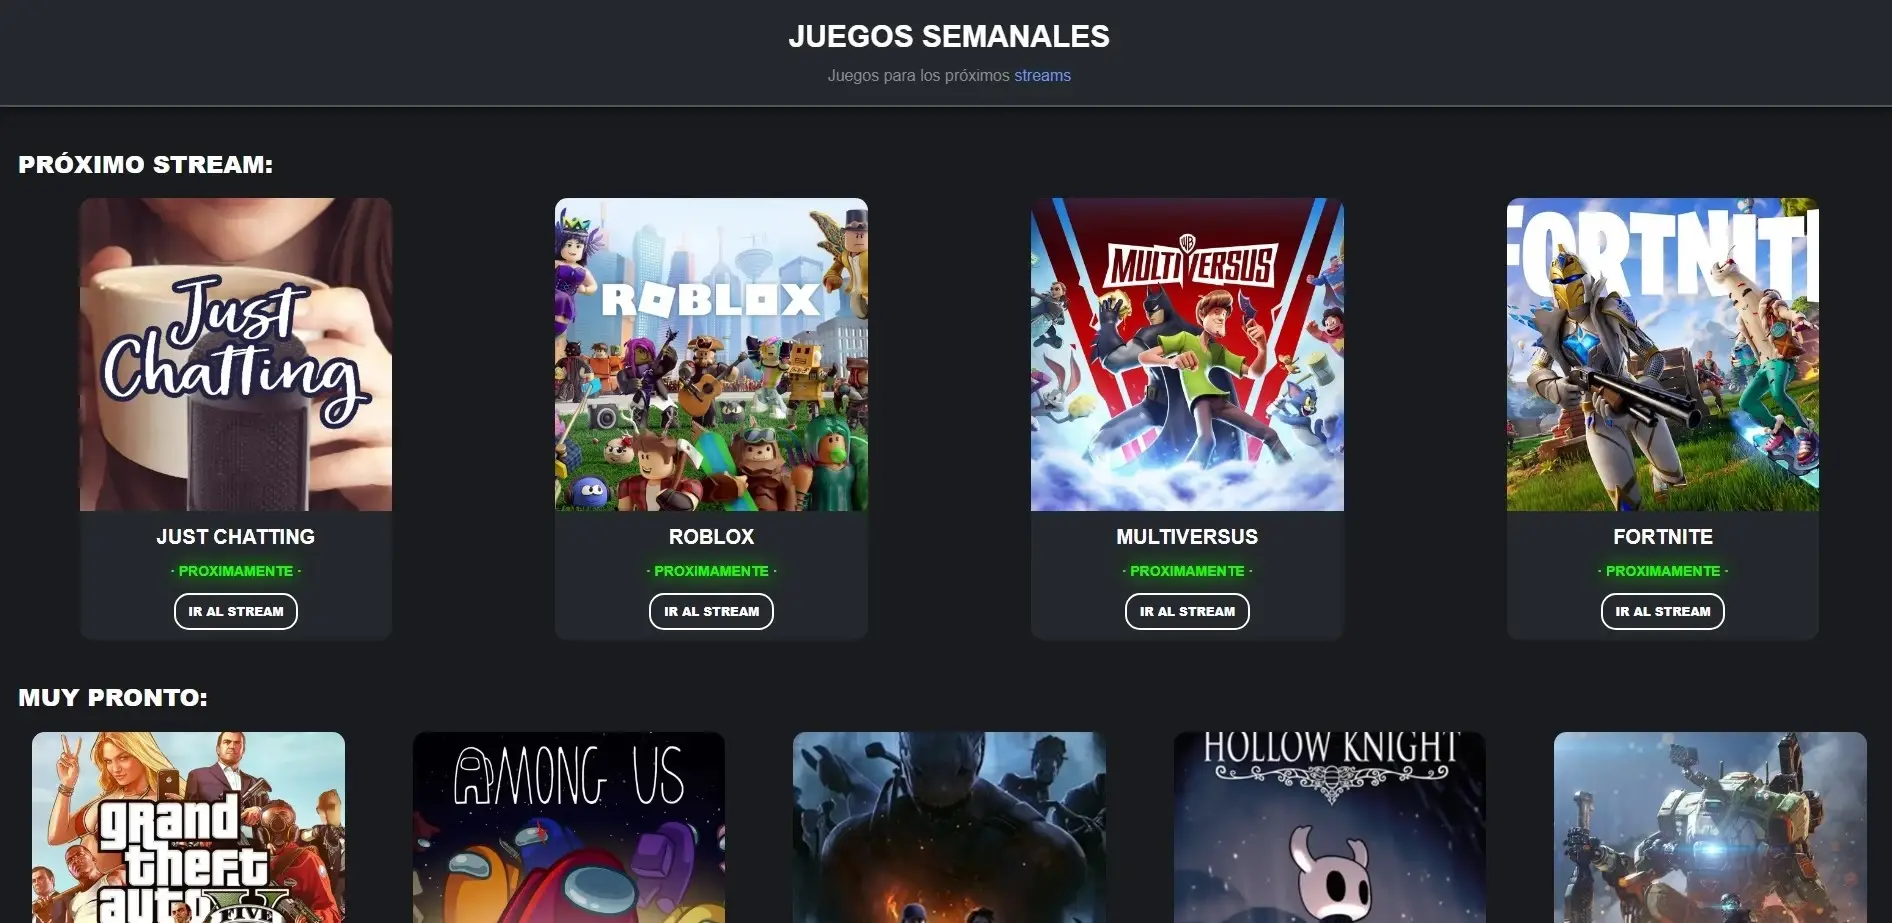 JUEGOS SEMANALES
Juegos para los próximos streams
PRÓXIMO STREAM:
Just
Chatting
ROBLOX
MULTIVERSUS
FORTNIT
JUST CHATTING
ROBLOX
MULTIVERSUS
FORTNITE
· PROXIMAMENTE ·
· PROXIMAMENTE ·
· PROXIMAMENTE ·
· PROXIMAMENTE ·
IR AL STREAM
IR AL STREAM
IR AL STREAM
IR AL STREAM
MUY PRONTO:
grand
theft
auto
V
FIVE
AMONG US
HOLLOW KNIGHT